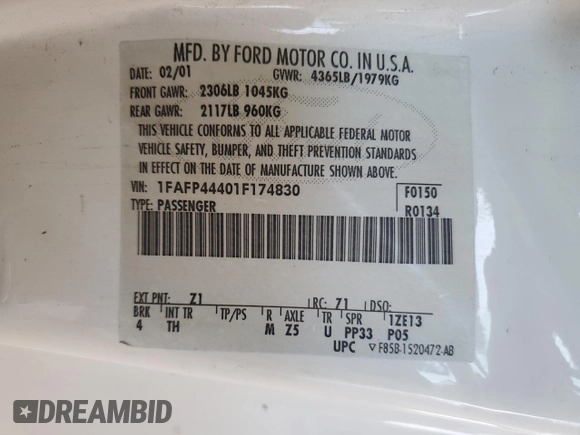 MFD. BY FORD MOTOR CO. IN U.S.A.
DATE: 02/01 GVWR: 4365LB/1979KG
FRONT GAWR: 2306LB 1045KG
REAR GAWR: 2117LB 960KG
THIS VEHICLE CONFORMS TO ALL APPLICABLE FEDERAL MOTOR
VEHICLE SAFETY, BUMPER, AND THEFT PREVENTION STANDARDS
IN EFFECT ON THE DATE OF MANUFACTURE SHOWN ABOVE.
VIN: 1FAFP44401F174830 F0150
TYPE: PASSENGER R0134
EXT PNT: Z1 RC: 71 DSO:
BRK INT TR TP/PS R AXLE TR SPR 1ZE13
4 TH M Z5 U PP33 P05
UPC ▽F85B-1520472-AB
DREAMBID